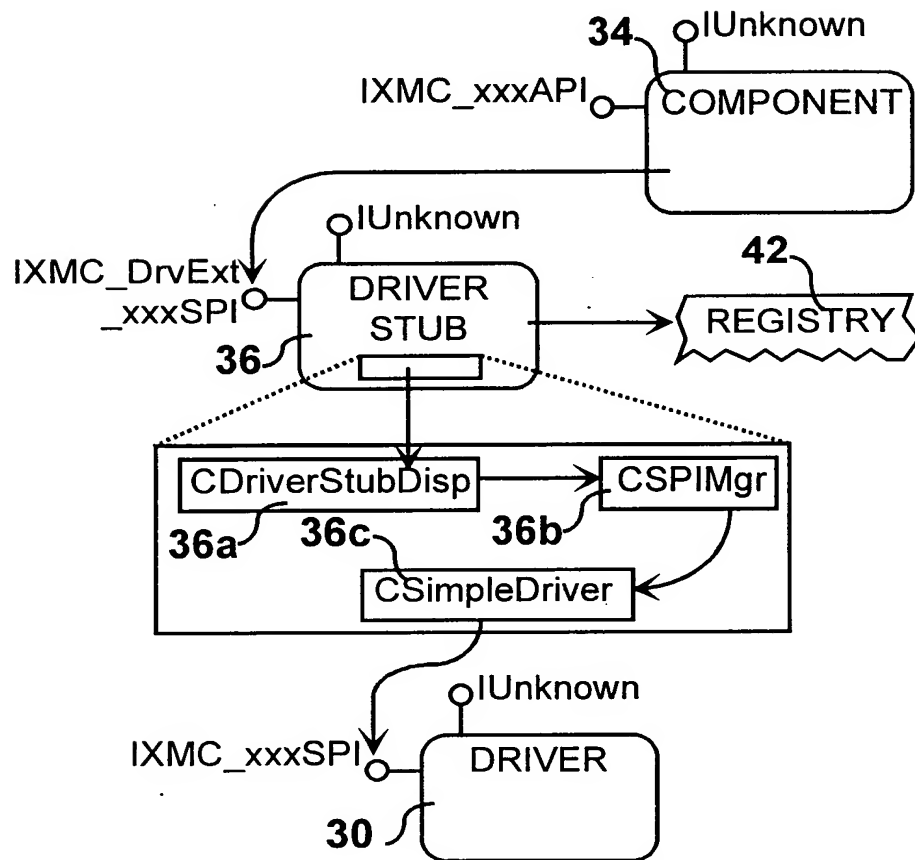 34
IUnknown
IXMC_xxxAPI
COMPONENT
IUnknown
IXMC_DrvExt
_xxxSPI
DRIVER
STUB
36
42
REGISTRY
CDriverStubDisp
CSPIMgr
36a
36c
36b
CSimpleDriver
IUnknown
IXMC_xxxSPI
DRIVER
30